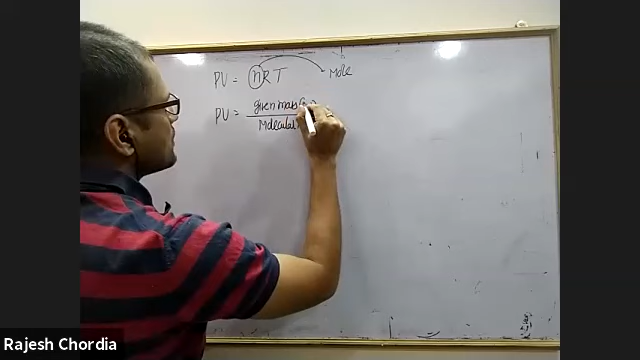 PV = nRT Mole
PV = given mass
Molecular
Rajesh Chordia